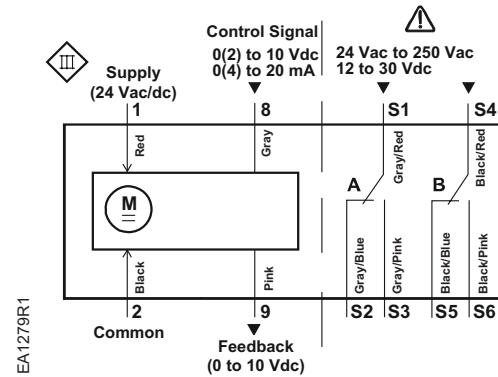 Control Signal
0(2) to 10 Vdc
0(4) to 20 mA
24 Vac to 250 Vac
12 to 30 Vdc
III
Supply
(24 Vac/dc)
1
8
S1
S4
Red
Gray
Gray/Red
Black/Red
M
A
B
Black
Pink
Gray/Blue
Gray/Pink
Black/Blue
Black/Pink
2
9
S2
S3
S5
S6
Common
Feedback
(0 to 10 Vdc)
EA1279R1